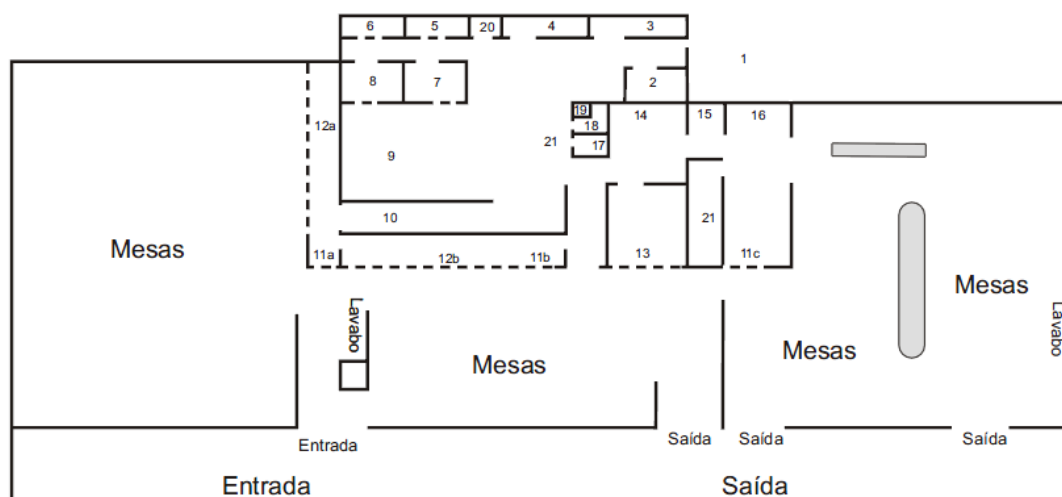 6
5
20
4
3
1
8
7
2
12a
19
14
15
16
18
9
21
17
10
21
Mesas
11a
12b
11b
13
11c
Mesas
Lavabo
Lavabo
Mesas
Mesas
Entrada
Saída
Saída
Saída
Entrada
Saída